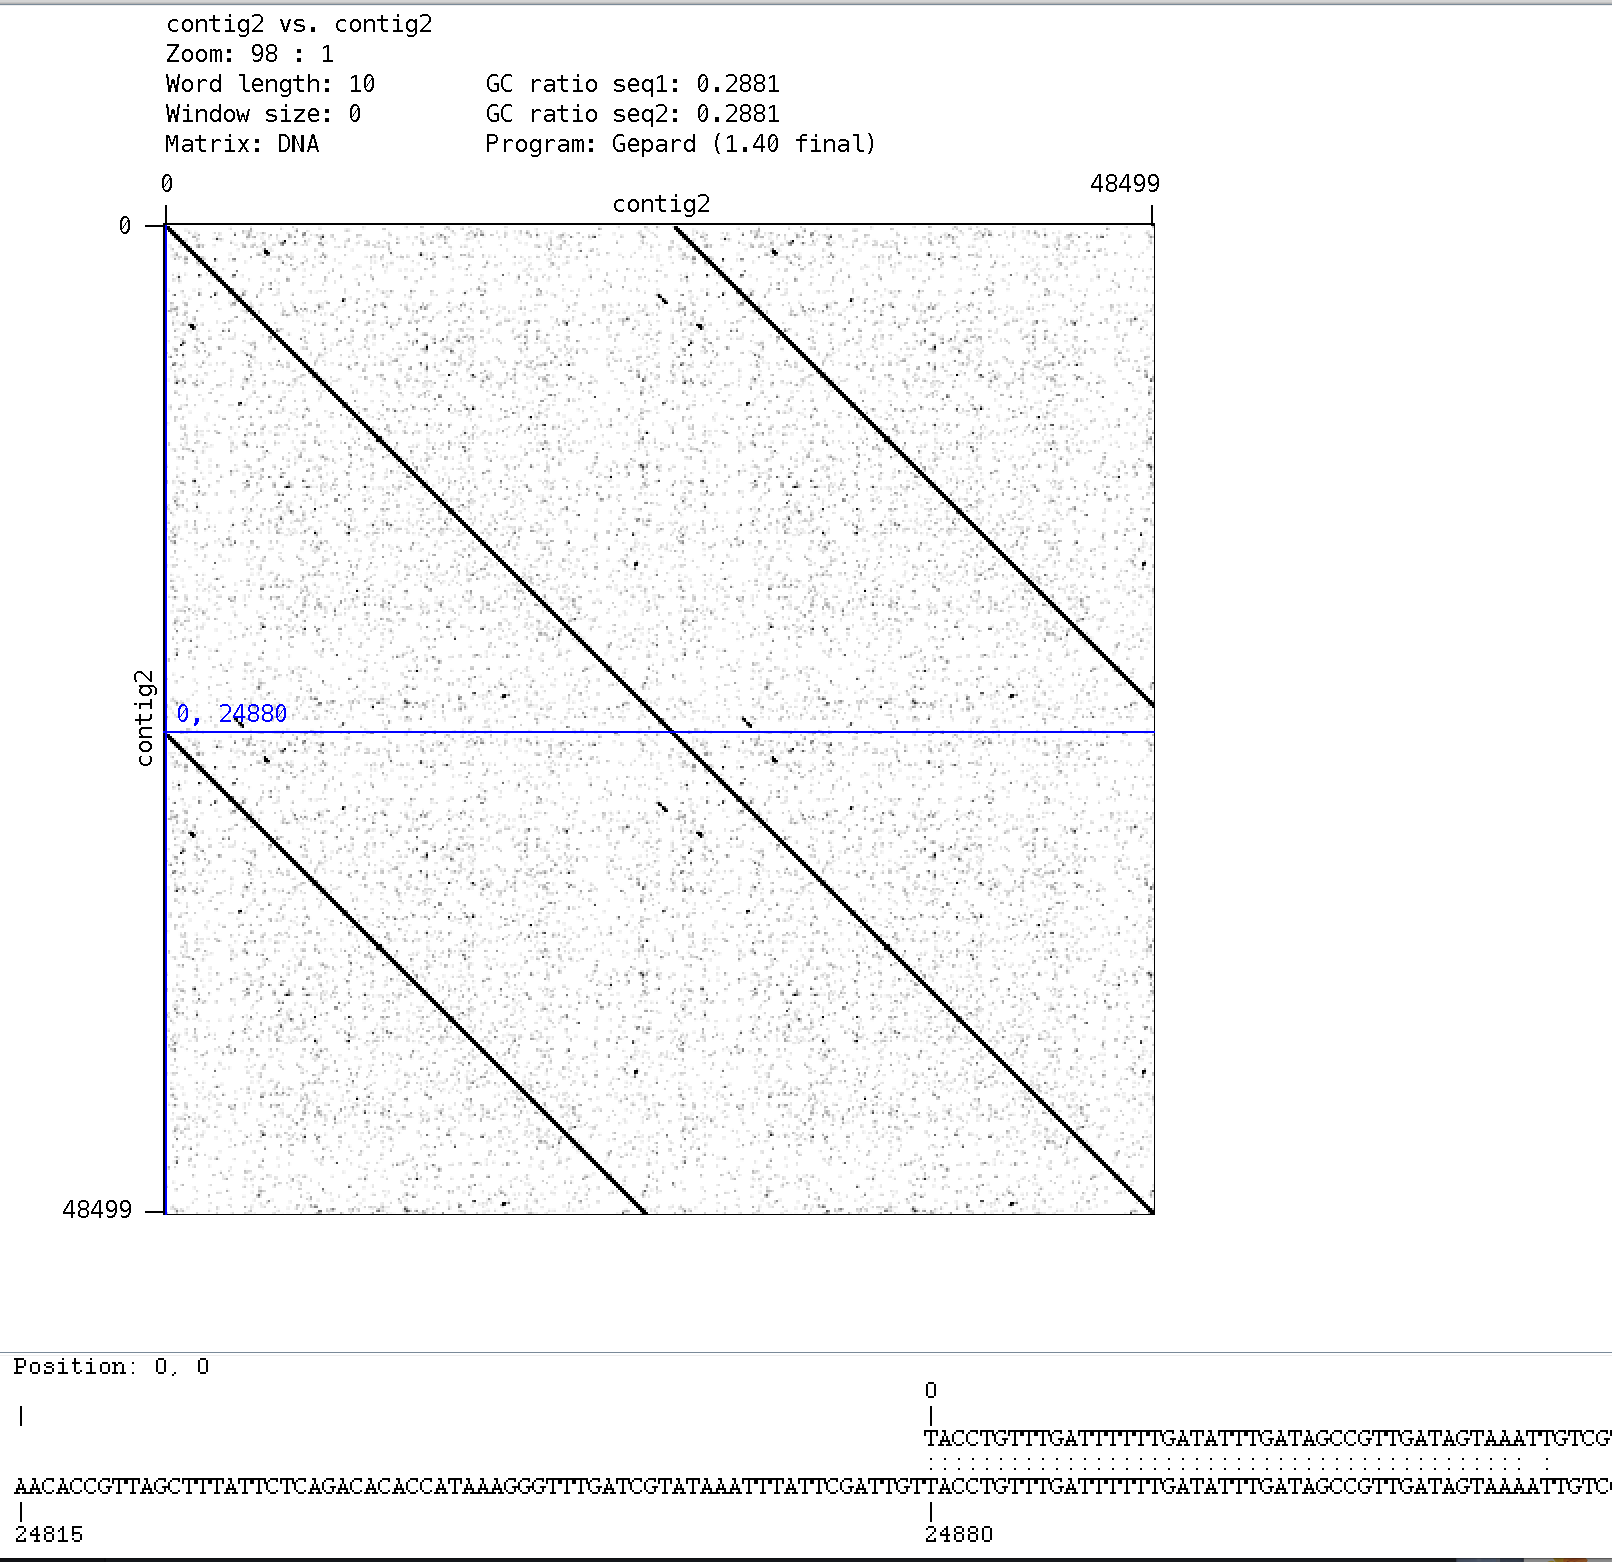 contig2 vs. contig2
Zoom: 98 : 1
Word length: 10 GC ratio seq1: 0.2881
Window size: 0 GC ratio seq2: 0.2881
Matrix: DNA Program: Gepard (1.40 final)
0 48499
contig2
0
contig2
0, 24880
48499
Position: 0, 0
0
TACCTGTTTGATTTTTTGATATTTGATAGCCGTTGATAGTAAATTGTCG
AACACCGTTAGCTTTATTCTCAGACACACCATAAAGGGTTTGATCGTATAAATTTATTCGATTGTTACCTGTTTGATTTTTTGATATTTGATAGCCGTTGATAGTAAAATTGTC
24815 24880